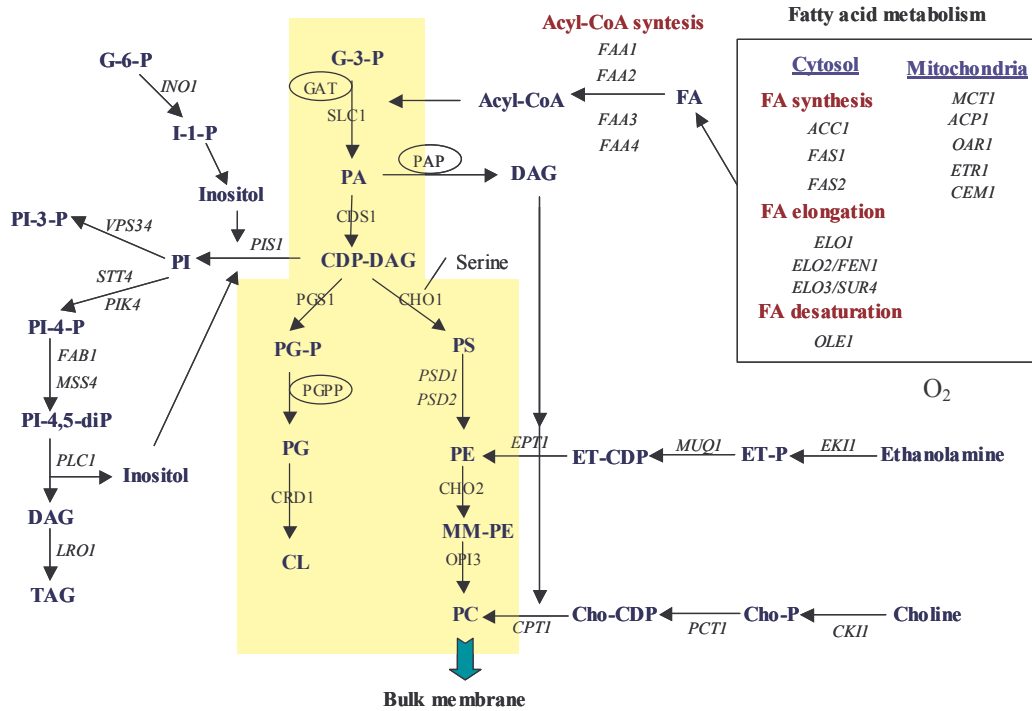 Acyl-CoA syntesis
Fatty acid metabolism
G-6-P
G-3-P
FAA1
FAA2
FAA3
FAA4
Cytosol
Mitochondria
INO1
GAT
SLC1
Acyl-CoA
FA
FA synthesis
ACC1
FAS1
FAS2
FA elongation
ELO1
ELO2/FEN1
ELO3/SUR4
FA desaturation
OLE1
MCT1
ACP1
OAR1
ETR1
CEM1
O2
I-1-P
Inositol
PA
PAP
DAG
CDS1
PI-3-P
VPS34
PI
PIS1
CDP-DAG
Serine
STT4
PIK4
PGS1
CHO1
PI-4-P
FAB1
MSS4
PG-P
PS
PGPP
PSD1
PSD2
PI-4,5-diP
PLC1
Inositol
PG
PE
EPT1
ET-CDP
MUQ1
ET-P
EKI1
Ethanolamine
DAG
CRD1
CHO2
MM-PE
LRO1
CL
OPI3
TAG
PC
CPT1
Cho-CDP
PCT1
Cho-P
CKI1
Choline
Bulk membrane